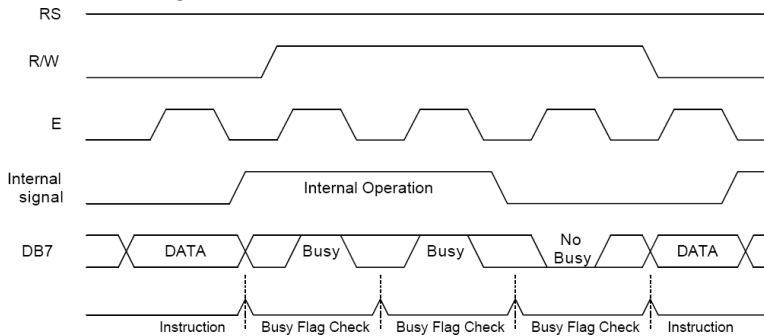 RS
R/W
E
Internal signal
Internal Operation
DB7
DATA
Busy
Busy
No Busy
DATA
Instruction
Busy Flag Check
Busy Flag Check
Busy Flag Check
Instruction